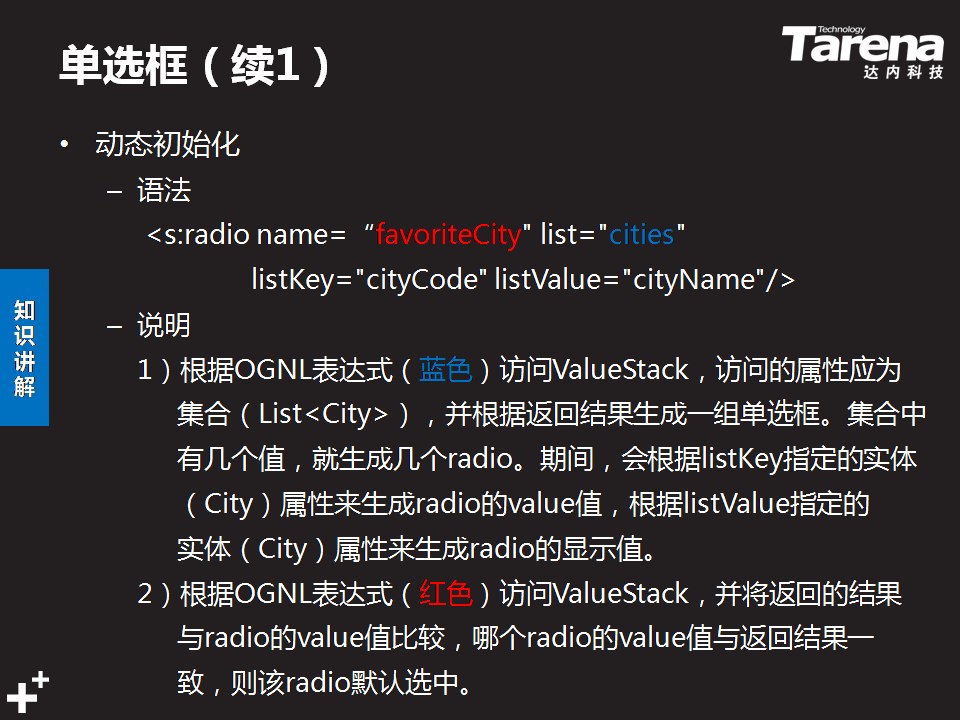 单选框（续1）
Technology
Tarena
达内科技
• 动态初始化
– 语法
<s:radio name= “favoriteCity" list="cities"
listKey="cityCode" listValue="cityName"/>
– 说明
1）根据OGNL表达式（蓝色）访问ValueStack，访问的属性应为
集合（List<City>），并根据返回结果生成一组单选框。集合中
有几个值，就生成几个radio。期间，会根据listKey指定的实体
（City）属性来生成radio的value值，根据listValue指定的
实体（City）属性来生成radio的显示值。
2）根据OGNL表达式（红色）访问ValueStack，并将返回的结果
与radio的value值比较，哪个radio的value值与返回结果一
致，则该radio默认选中。
知识讲解